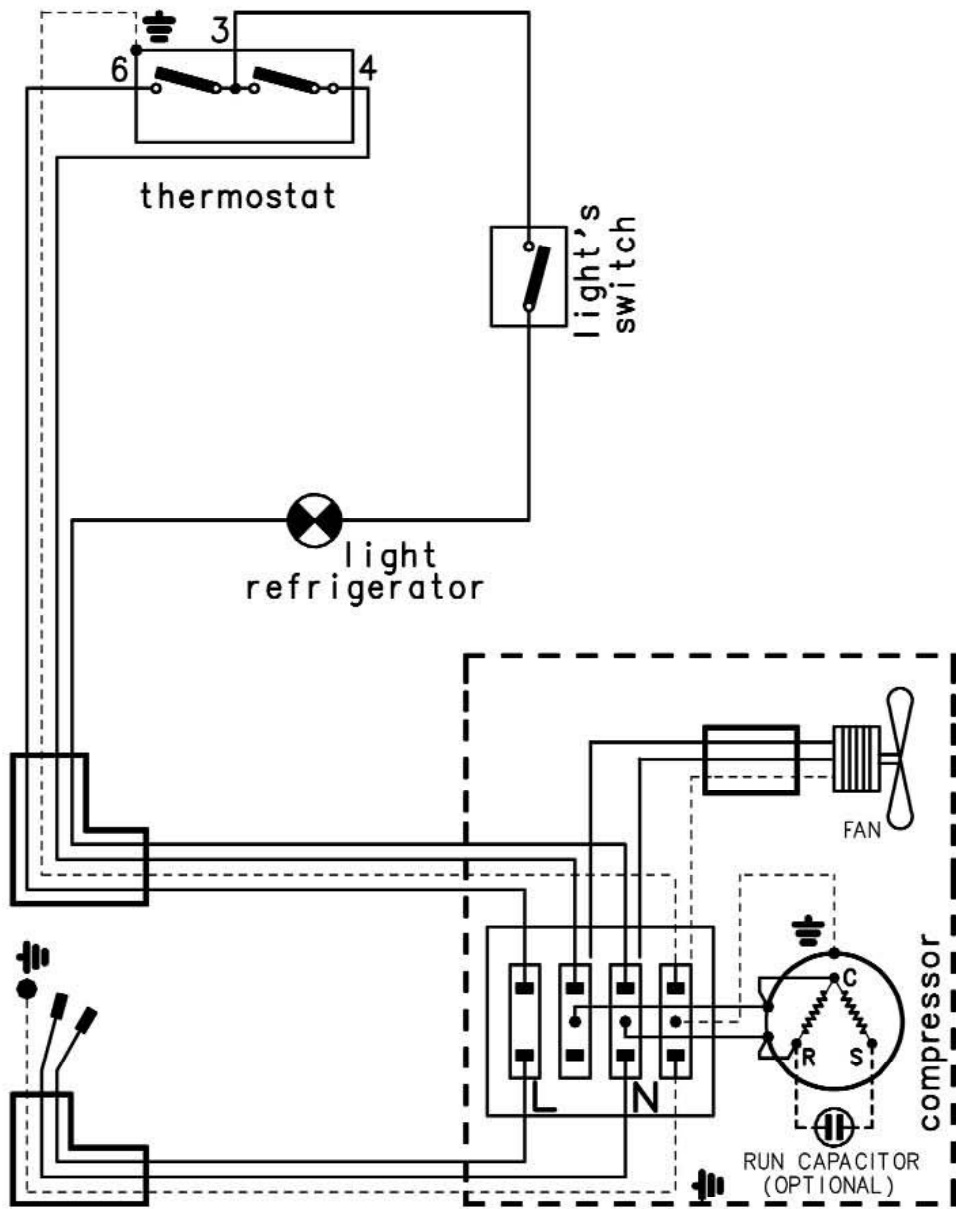 3
6
4
thermostat
light's
switch
light
refrigerator
FAN
compressor
C
R
S
L
N
RUN CAPACITOR
(OPTIONAL)